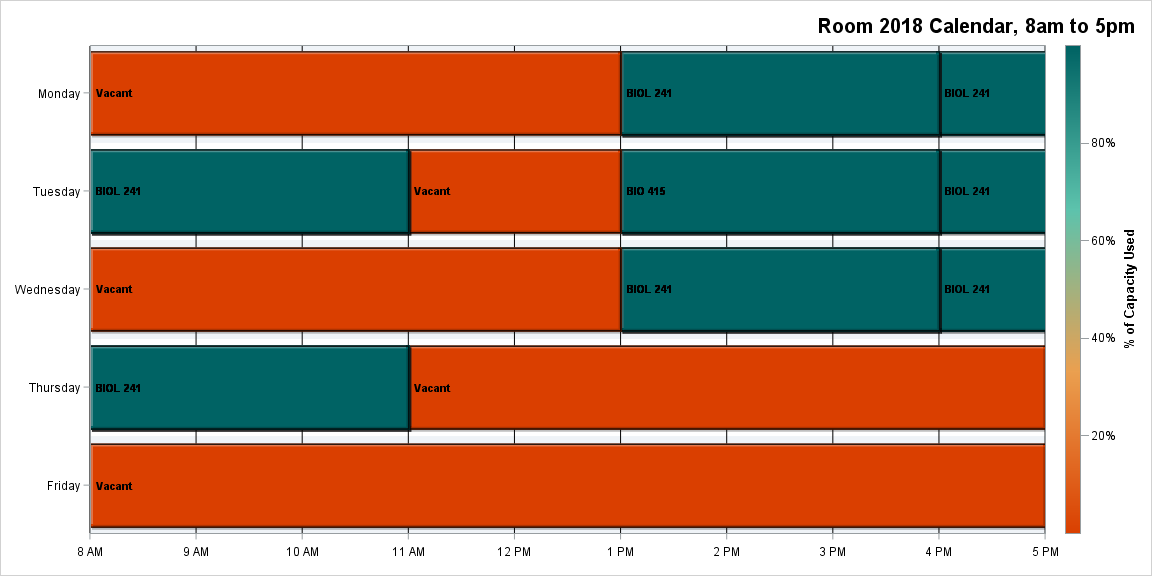 Room 2018 Calendar, 8am to 5pm
Monday
Vacant
BIOL 241
BIOL 241
Tuesday
BIOL 241
Vacant
BIO 415
BIOL 241
Wednesday
Vacant
BIOL 241
BIOL 241
Thursday
BIOL 241
Vacant
Friday
Vacant
8 AM
9 AM
10 AM
11 AM
12 PM
1 PM
2 PM
3 PM
4 PM
5 PM
80%
60%
40%
20%
% of Capacity Used